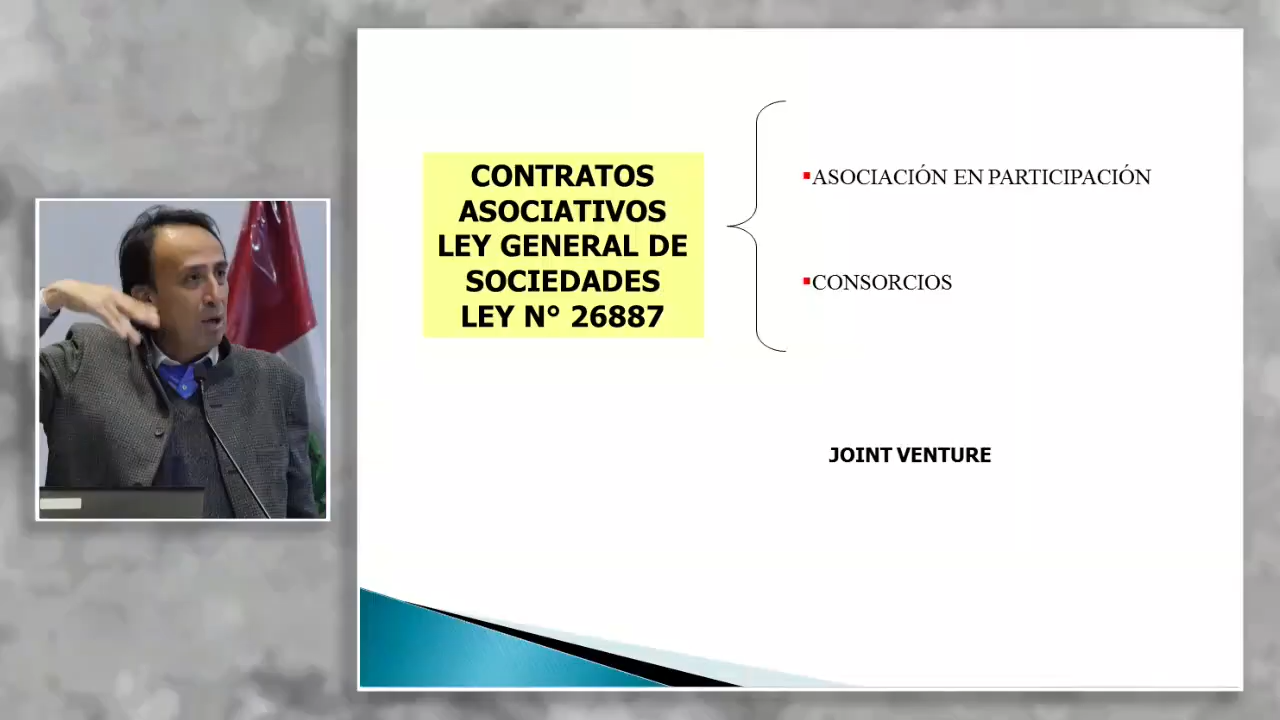 CONTRATOS
ASOCIATIVOS
LEY GENERAL DE
SOCIEDADES
LEY N° 26887
ASOCIACIÓN EN PARTICIPACIÓN
CONSORCIOS
JOINT VENTURE